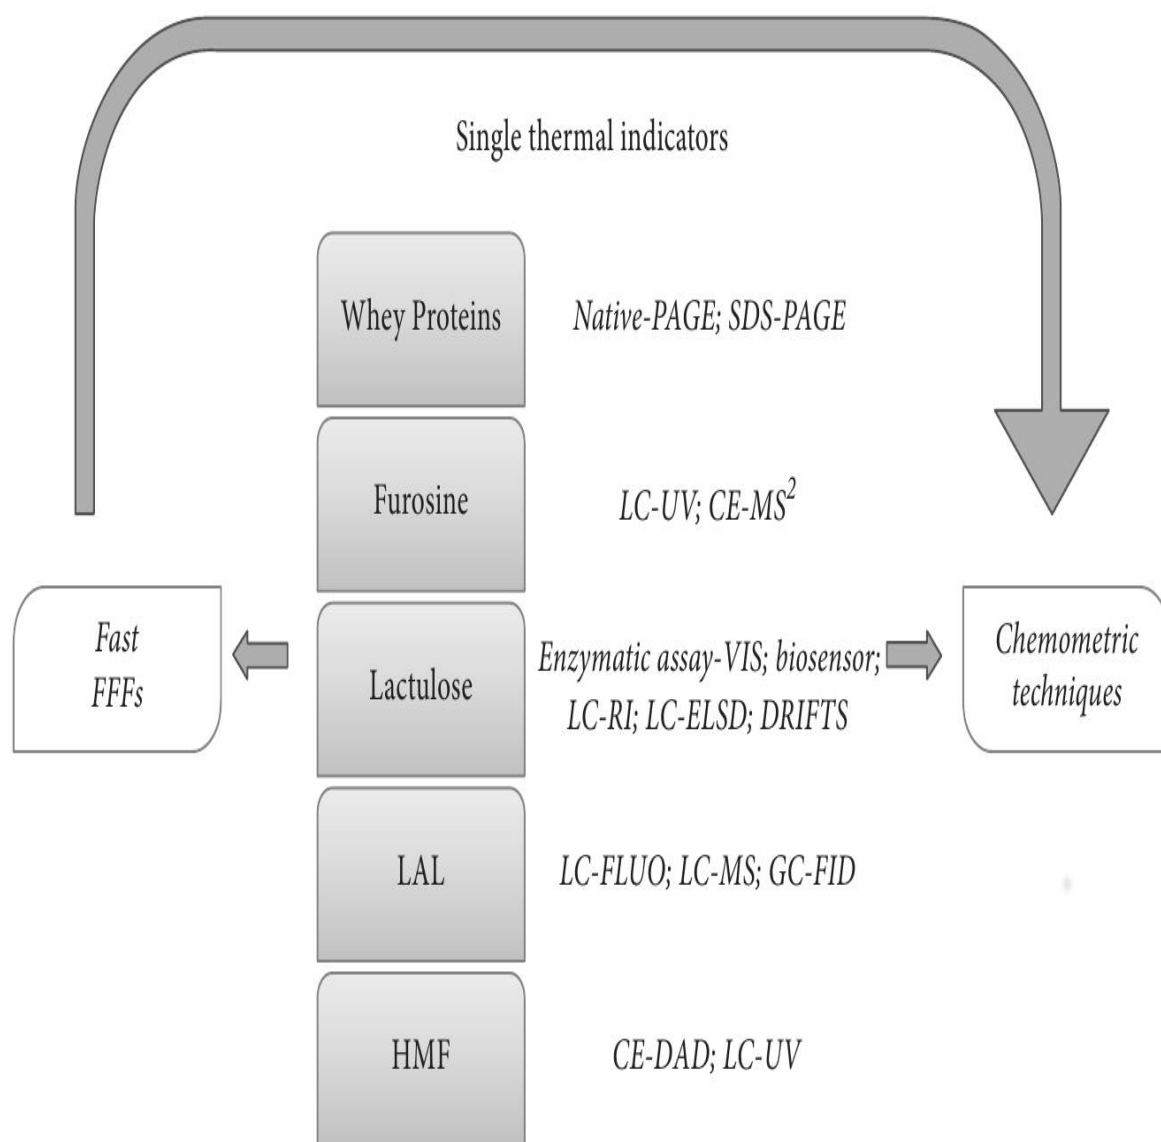 Single thermal indicators
Whey Proteins
Native-PAGE; SDS-PAGE
Furosine
LC-UV; CE-MS²
Fast
FFFs
Lactulose
Enzymatic assay-VIS; biosensor;
LC-RI; LC-ELSD; DRIFTS
Chemometric
techniques
LAL
LC-FLUO; LC-MS; GC-FID
HMF
CE-DAD; LC-UV